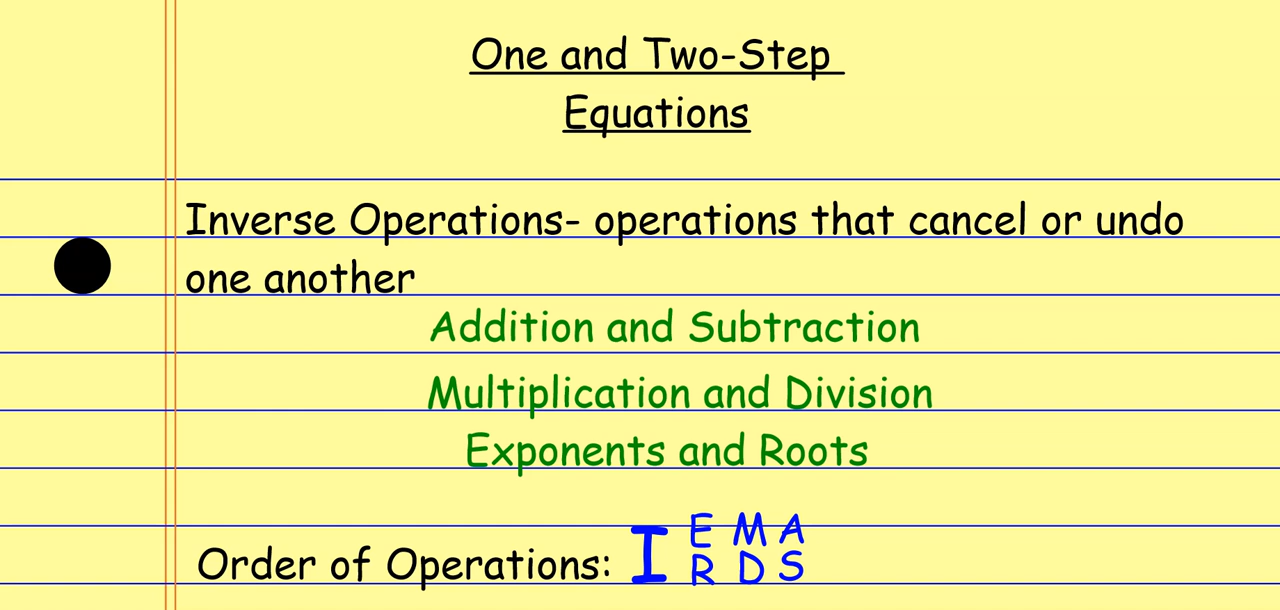 One and Two-Step
Equations
Inverse Operations- operations that cancel or undo
one another
Addition and Subtraction
Multiplication and Division
Exponents and Roots
Order of Operations: I E M A
R D S